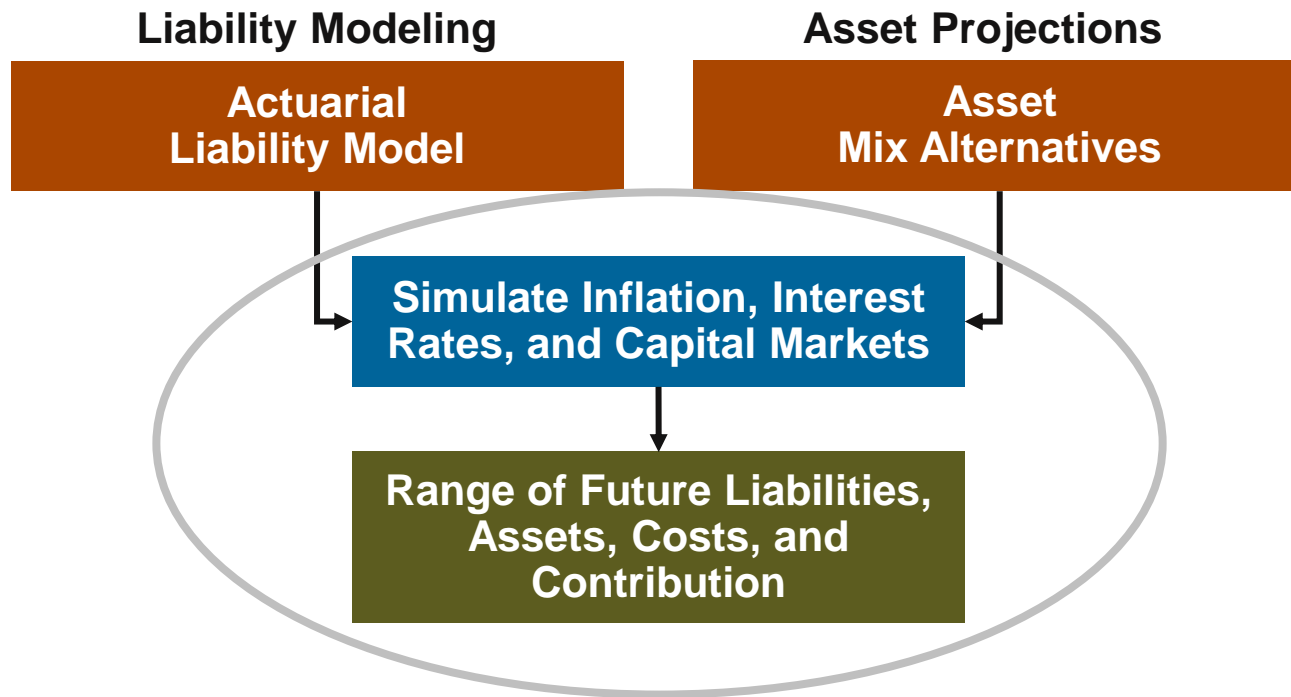 Liability Modeling
Asset Projections
Actuarial
Liability Model
Asset
Mix Alternatives
Simulate Inflation, Interest
Rates, and Capital Markets
Range of Future Liabilities,
Assets, Costs, and
Contribution